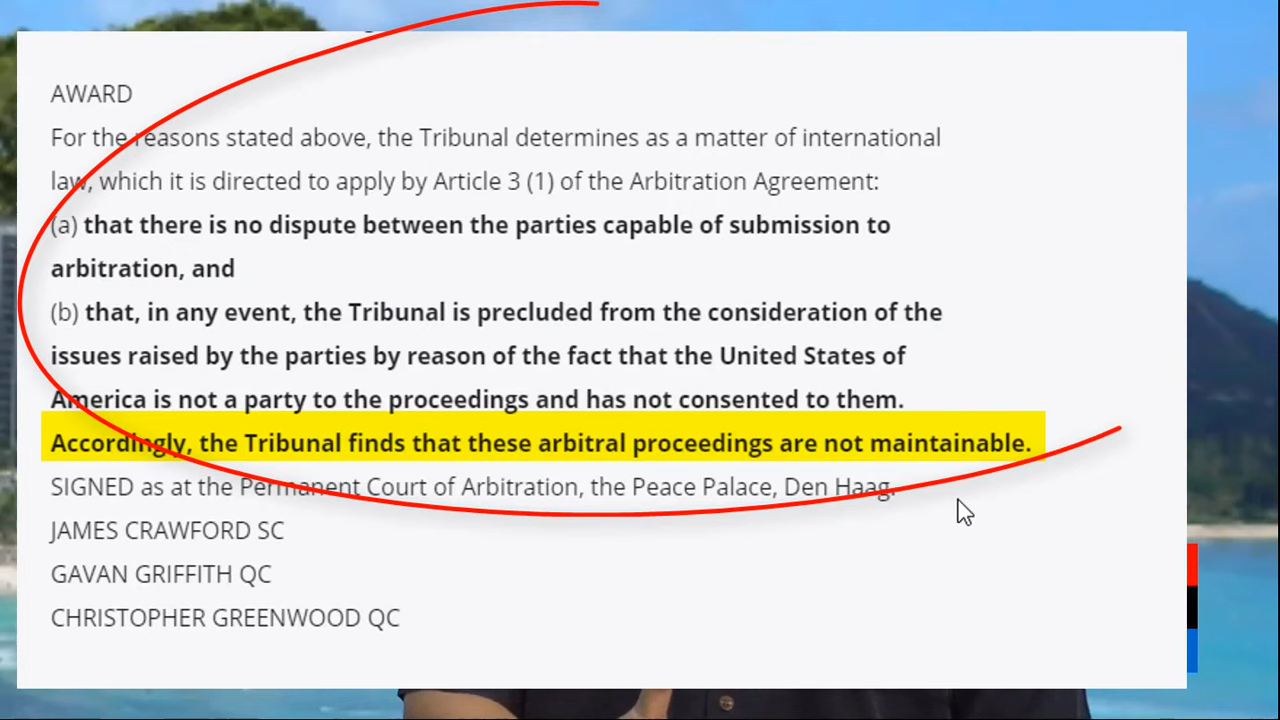 AWARD
For the reasons stated above, the Tribunal determines as a matter of international
law, which it is directed to apply by Article 3 (1) of the Arbitration Agreement:
(a) that there is no dispute between the parties capable of submission to
arbitration, and
(b) that, in any event, the Tribunal is precluded from the consideration of the
issues raised by the parties by reason of the fact that the United States of
America is not a party to the proceedings and has not consented to them.
Accordingly, the Tribunal finds that these arbitral proceedings are not maintainable.
SIGNED as at the Permanent Court of Arbitration, the Peace Palace, Den Haag.
JAMES CRAWFORD SC
GAVAN GRIFFITH QC
CHRISTOPHER GREENWOOD QC